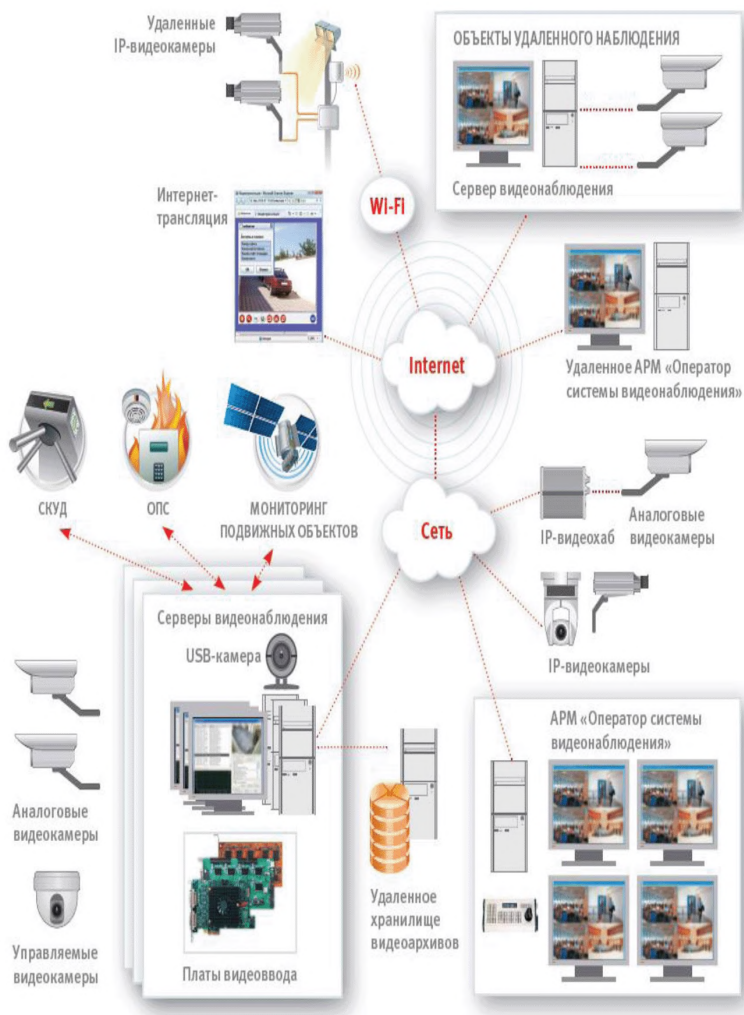 Удаленные
IP-видеокамеры
ОБЪЕКТЫ УДАЛЕННОГО НАБЛЮДЕНИЯ
Сервер видеонаблюдения
Интернет-
трансляция
Wi-Fi
Internet
Удаленное АРМ «Оператор
системы видеонаблюдения»
СКУД
ОПС
МОНИТОРИНГ
ПОДВИЖНЫХ ОБЪЕКТОВ
Сеть
IP-видеохаб
Аналоговые
видеокамеры
IP-видеокамеры
Серверы видеонаблюдения
USB-камера
Аналоговые
видеокамеры
Управляемые
видеокамеры
Платы видеоввода
Удаленное
хранилище
видеоархивов
АРМ «Оператор системы
видеонаблюдения»